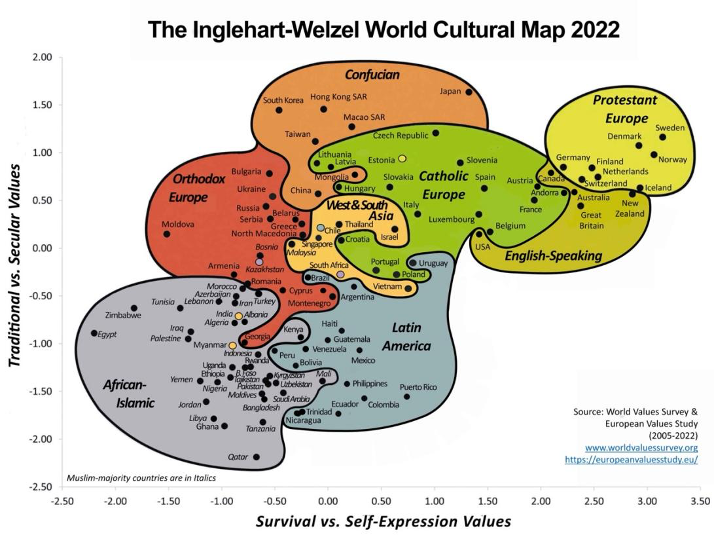 The Inglehart-Welzel World Cultural Map 2022
Traditional vs. Secular Values
2.00
1.50
1.00
0.50
0.00
-0.50
-1.00
-1.50
-2.00
-2.50
Confucian
Japan
South Korea
Hong Kong SAR
Macao SAR
Taiwan
China
Mongolia
Protestant
Europe
Sweden
Denmark
Norway
Germany
Finland
Netherlands
Switzerland
Iceland
Catholic
Europe
Czech Republic
Lithuania
Latvia
Estonia
Slovenia
Hungary
Slovakia
Spain
Austria
Andorra
France
Italy
Luxembourg
Belgium
Croatia
Portugal
Poland
English-Speaking
Canada
Australia
Great
Britain
New
Zealand
USA
Orthodox
Europe
Bulgaria
Ukraine
Russia
Belarus
Serbia
Greece
North Macedonia
Moldova
Bosnia
Kazakhstan
Armenia
Romania
Cyprus
Montenegro
Georgia
West & South
Asia
Chile
Thailand
Israel
Singapore
Malaysia
South Africa
Vietnam
Latin
America
Uruguay
Brazil
Argentina
Haiti
Kenya
Guatemala
Venezuela
Mexico
Peru
Bolivia
Mali
Philippines
Puerto Rico
Ecuador
Colombia
Trinidad
Nicaragua
African-
Islamic
Morocco
Azerbaijan
Lebanon
Iran
Turkey
Tunisia
Zimbabwe
India
Albania
Algeria
Egypt
Iraq
Palestine
Myanmar
Indonesia
Rwanda
Uganda
B. Faso
Ethiopia
Kyrgyzstan
Yemen
Tajikistan
Pakistan
Uzbekistan
Nigeria
Maldives
Saudi Arabia
Jordan
Bangladesh
Libya
Ghana
Tanzania
Qatar
Muslim-majority countries are in Italics
Source: World Values Survey &
European Values Study
(2005-2022)
www.worldvaluessurvey.org
https://europeanvaluesstudy.eu/
-2.50
-2.00
-1.50
-1.00
-0.50
0.00
0.50
1.00
1.50
2.00
2.50
3.00
3.50
Survival vs. Self-Expression Values